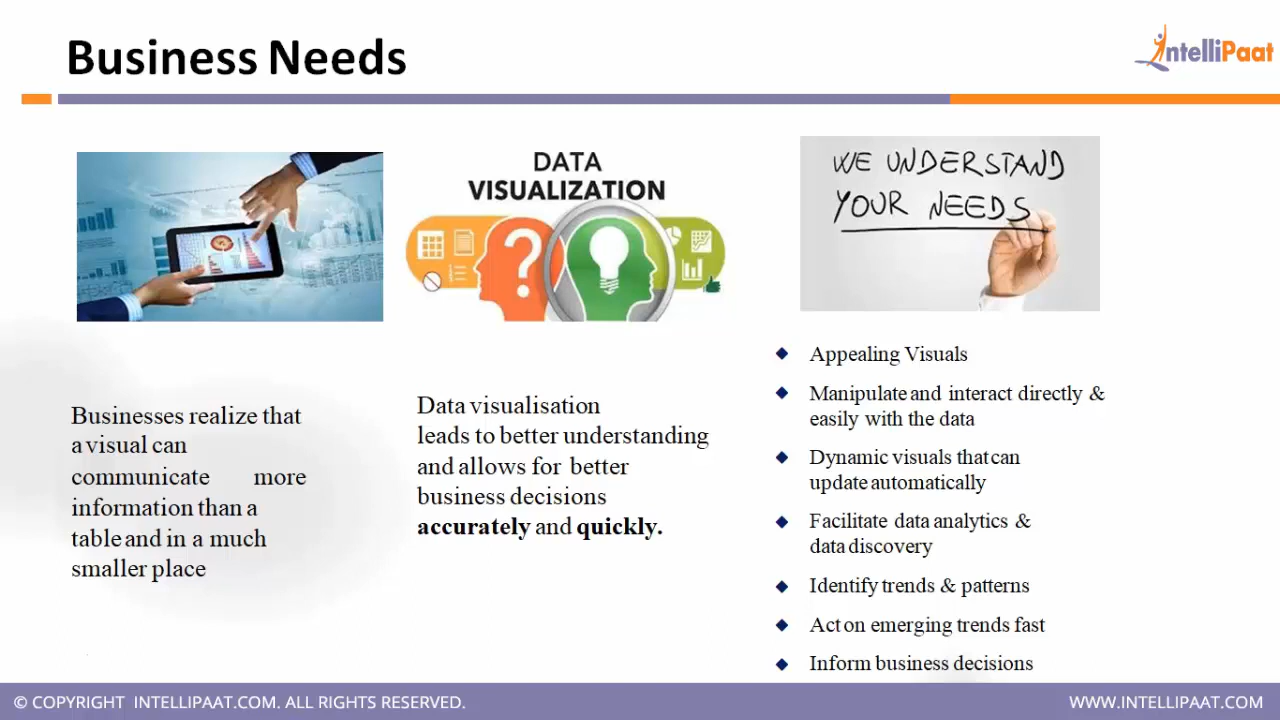 Business Needs
IntelliPaat
DATA
VISUALIZATION
?
WE UNDERSTAND
YOUR NEEDS
Businesses realize that
a visual can
communicate more
information than a
table and in a much
smaller place
Data visualisation
leads to better understanding
and allows for better
business decisions
accurately and quickly.
Appealing Visuals
Manipulate and interact directly &
easily with the data
Dynamic visuals that can
update automatically
Facilitate data analytics &
data discovery
Identify trends & patterns
Act on emerging trends fast
Inform business decisions
© COPYRIGHT INTELLIPAAT.COM. ALL RIGHTS RESERVED.
WWW.INTELLIPAAT.COM